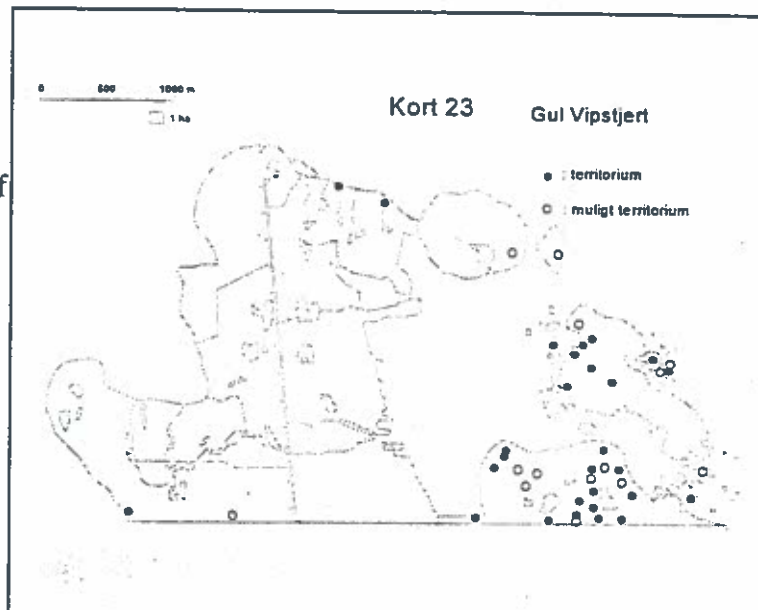 0 500 1000 m
1 ha
Kort 23
Gul Vipstjert
territorium
muligt territorium
f